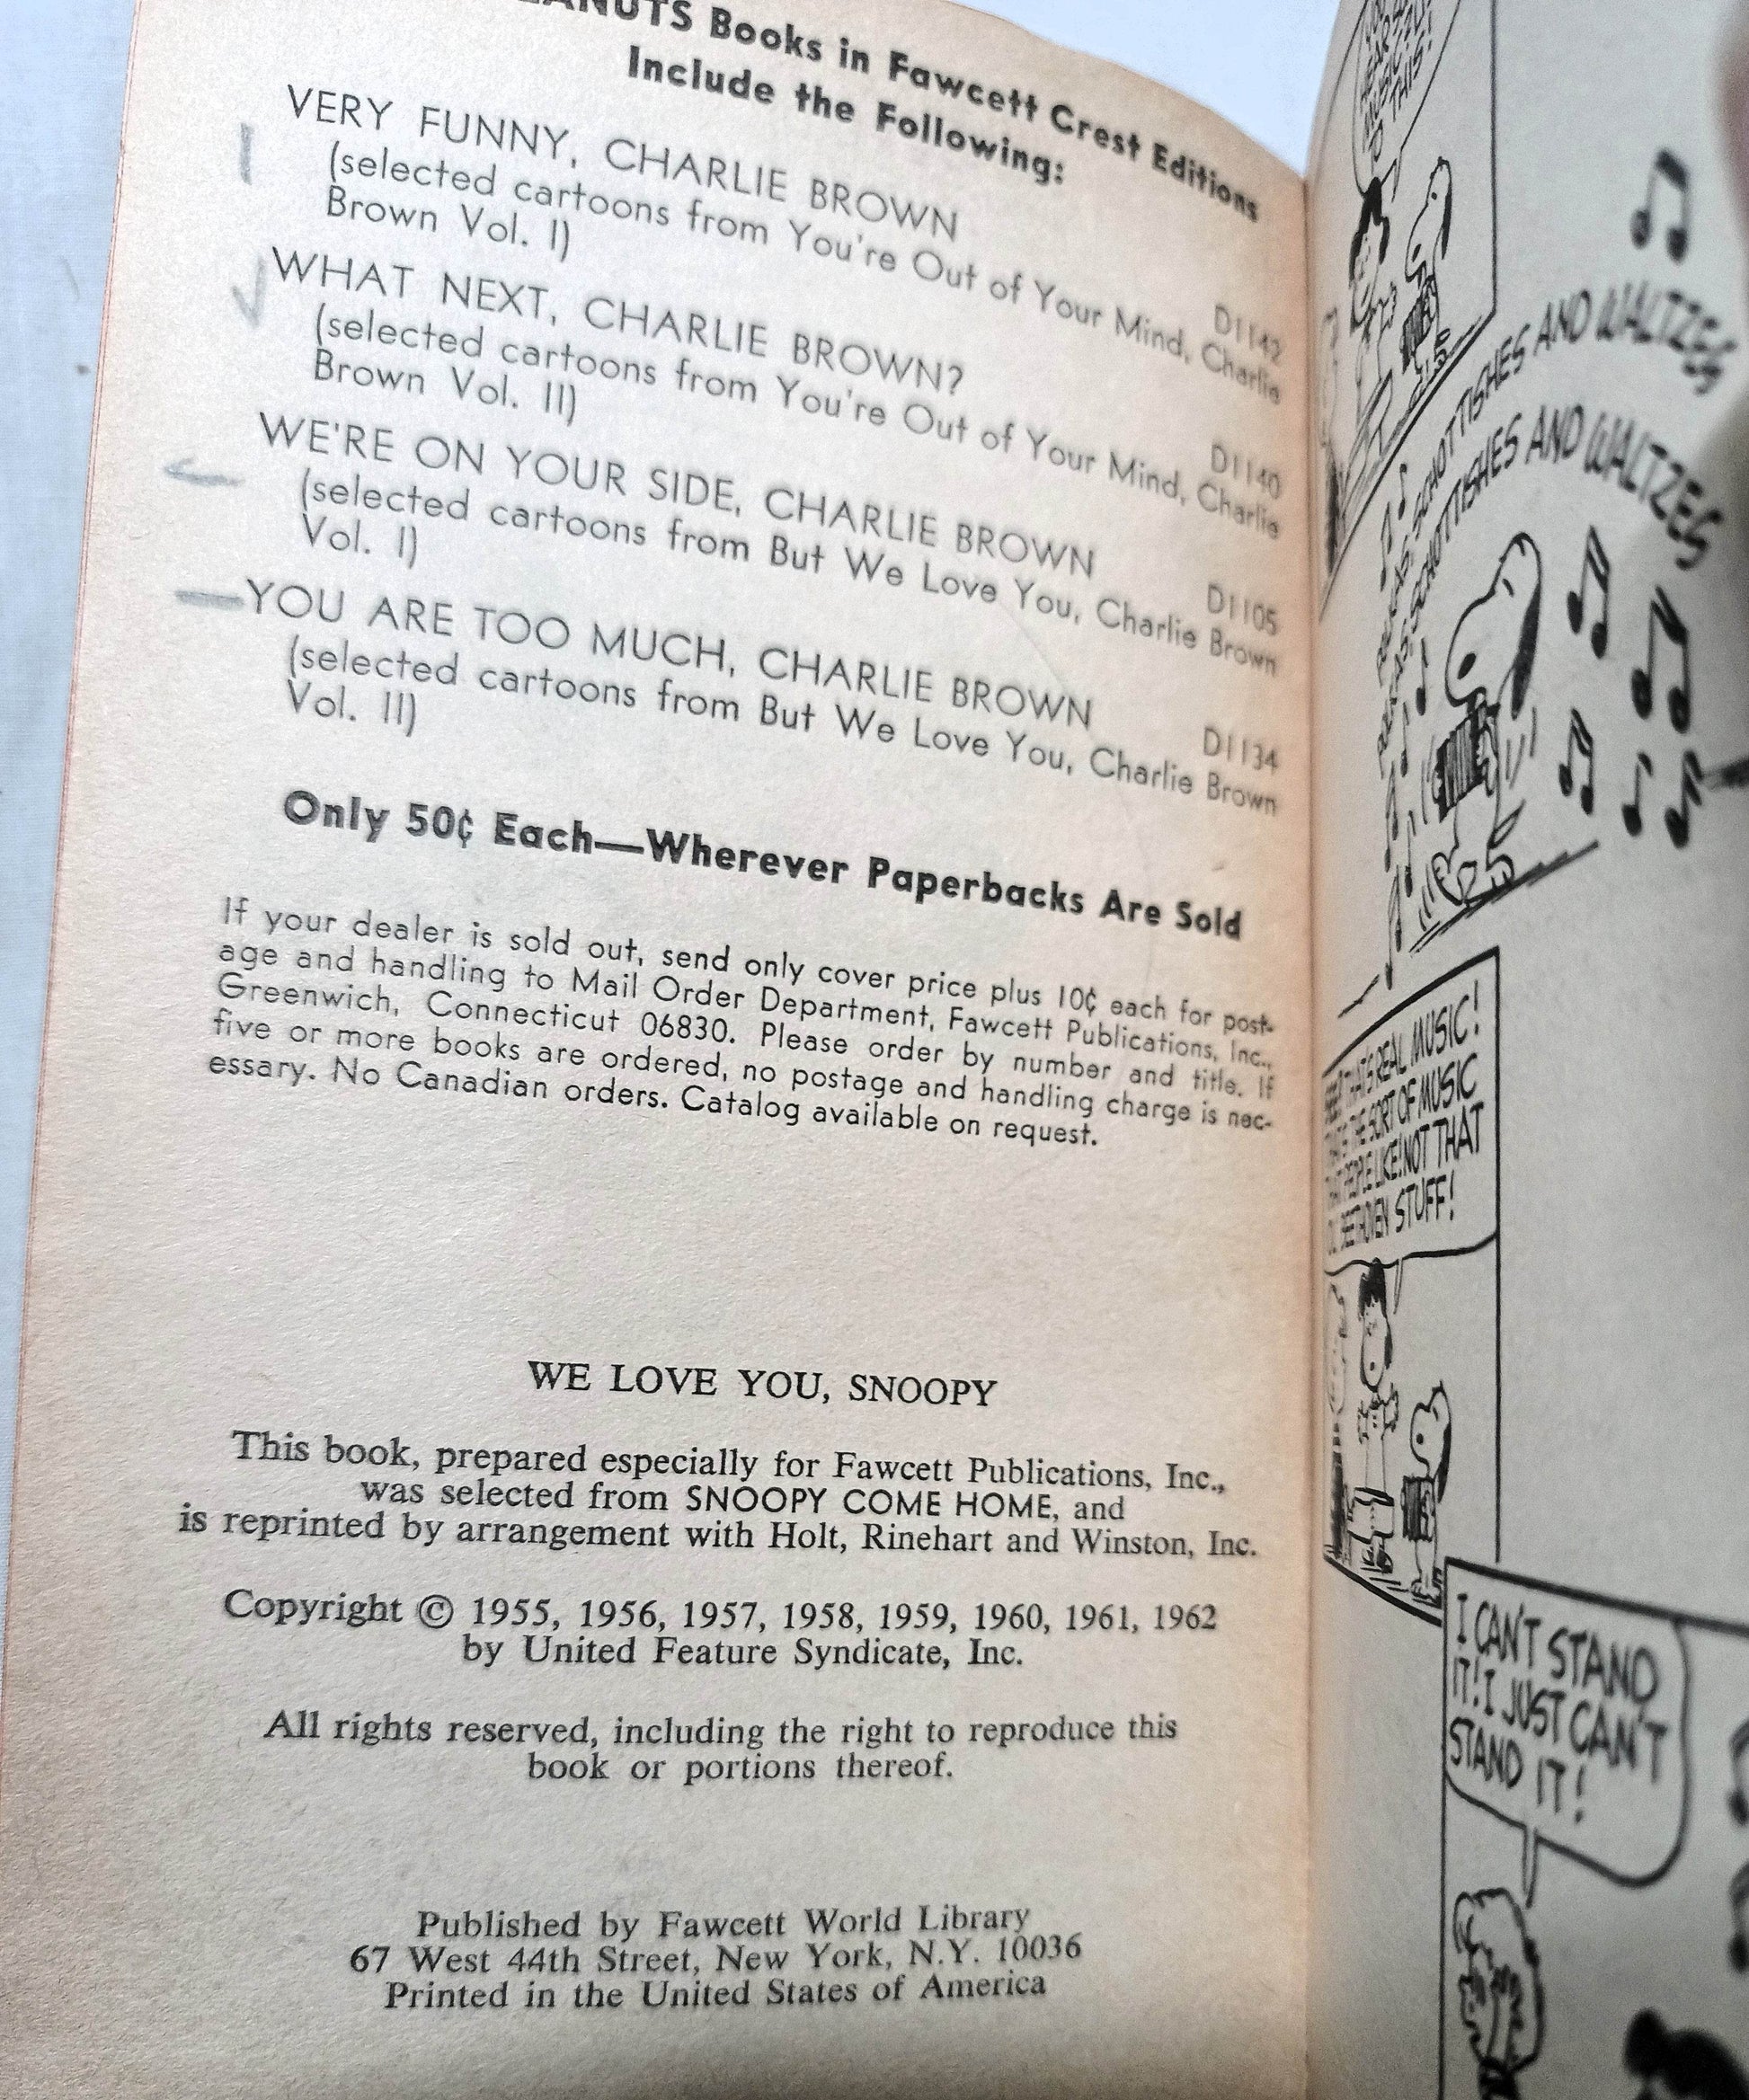 PEANUTS Books in Fawcett Crest Editions
Include the Following:
VERY FUNNY, CHARLIE BROWN D1142
(selected cartoons from You're Out of Your Mind, Charlie
Brown Vol. I)
WHAT NEXT, CHARLIE BROWN? D1140
(selected cartoons from You're Out of Your Mind, Charlie
Brown Vol. II)
WE'RE ON YOUR SIDE, CHARLIE BROWN D1105
(selected cartoons from But We Love You, Charlie Brown
Vol. I)
YOU ARE TOO MUCH, CHARLIE BROWN D1134
(selected cartoons from But We Love You, Charlie Brown
Vol. II)
Only 50¢ Each—Wherever Paperbacks Are Sold
If your dealer is sold out, send only cover price plus 10¢ each for post-
age and handling to Mail Order Department, Fawcett Publications, Inc.,
Greenwich, Connecticut 06830. Please order by number and title. If
five or more books are ordered, no postage and handling charge is nec-
essary. No Canadian orders. Catalog available on request.
WE LOVE YOU, SNOOPY
This book, prepared especially for Fawcett Publications, Inc.,
was selected from SNOOPY COME HOME, and
is reprinted by arrangement with Holt, Rinehart and Winston, Inc.
Copyright © 1955, 1956, 1957, 1958, 1959, 1960, 1961, 1962
by United Feature Syndicate, Inc.
All rights reserved, including the right to reproduce this
book or portions thereof.
Published by Fawcett World Library
67 West 44th Street, New York, N.Y. 10036
Printed in the United States of America
MUSIC
TO THIS!
POLKAS, SCHOTTISHES AND WALTZES
POLKAS, SCHOTTISHES AND WALTZES
THAT'S REAL MUSIC!
THAT'S THE SORT OF MUSIC
THAT PEOPLE LIKE! NOT THAT
OL' BEETHOVEN STUFF!
I CAN'T STAND
IT! I JUST CAN'T
STAND IT!